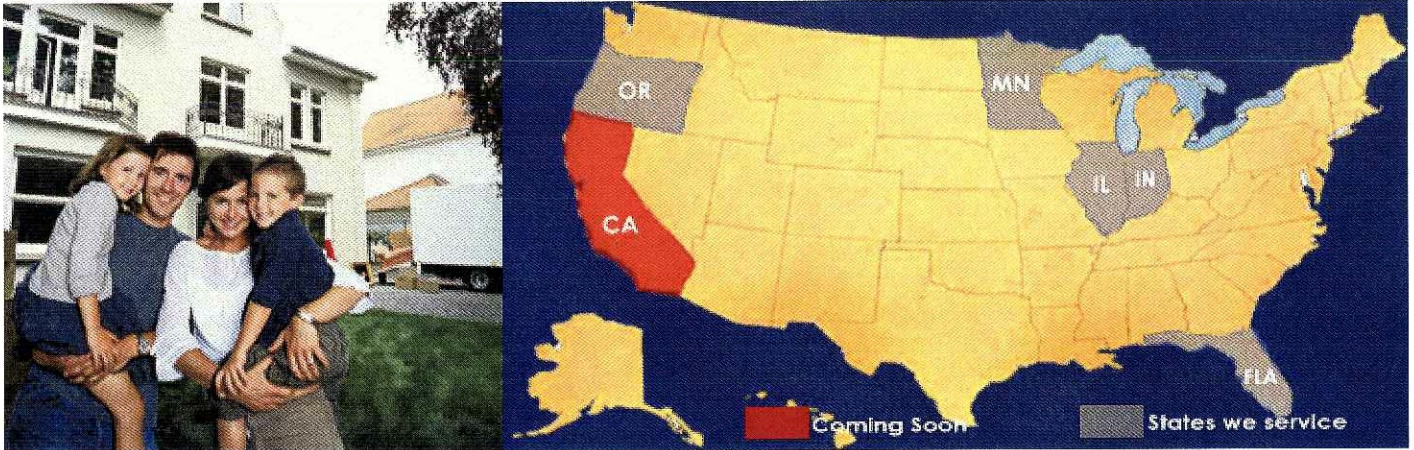 OR
MN
IL
IN
CA
FLA
Coming Soon
States we service